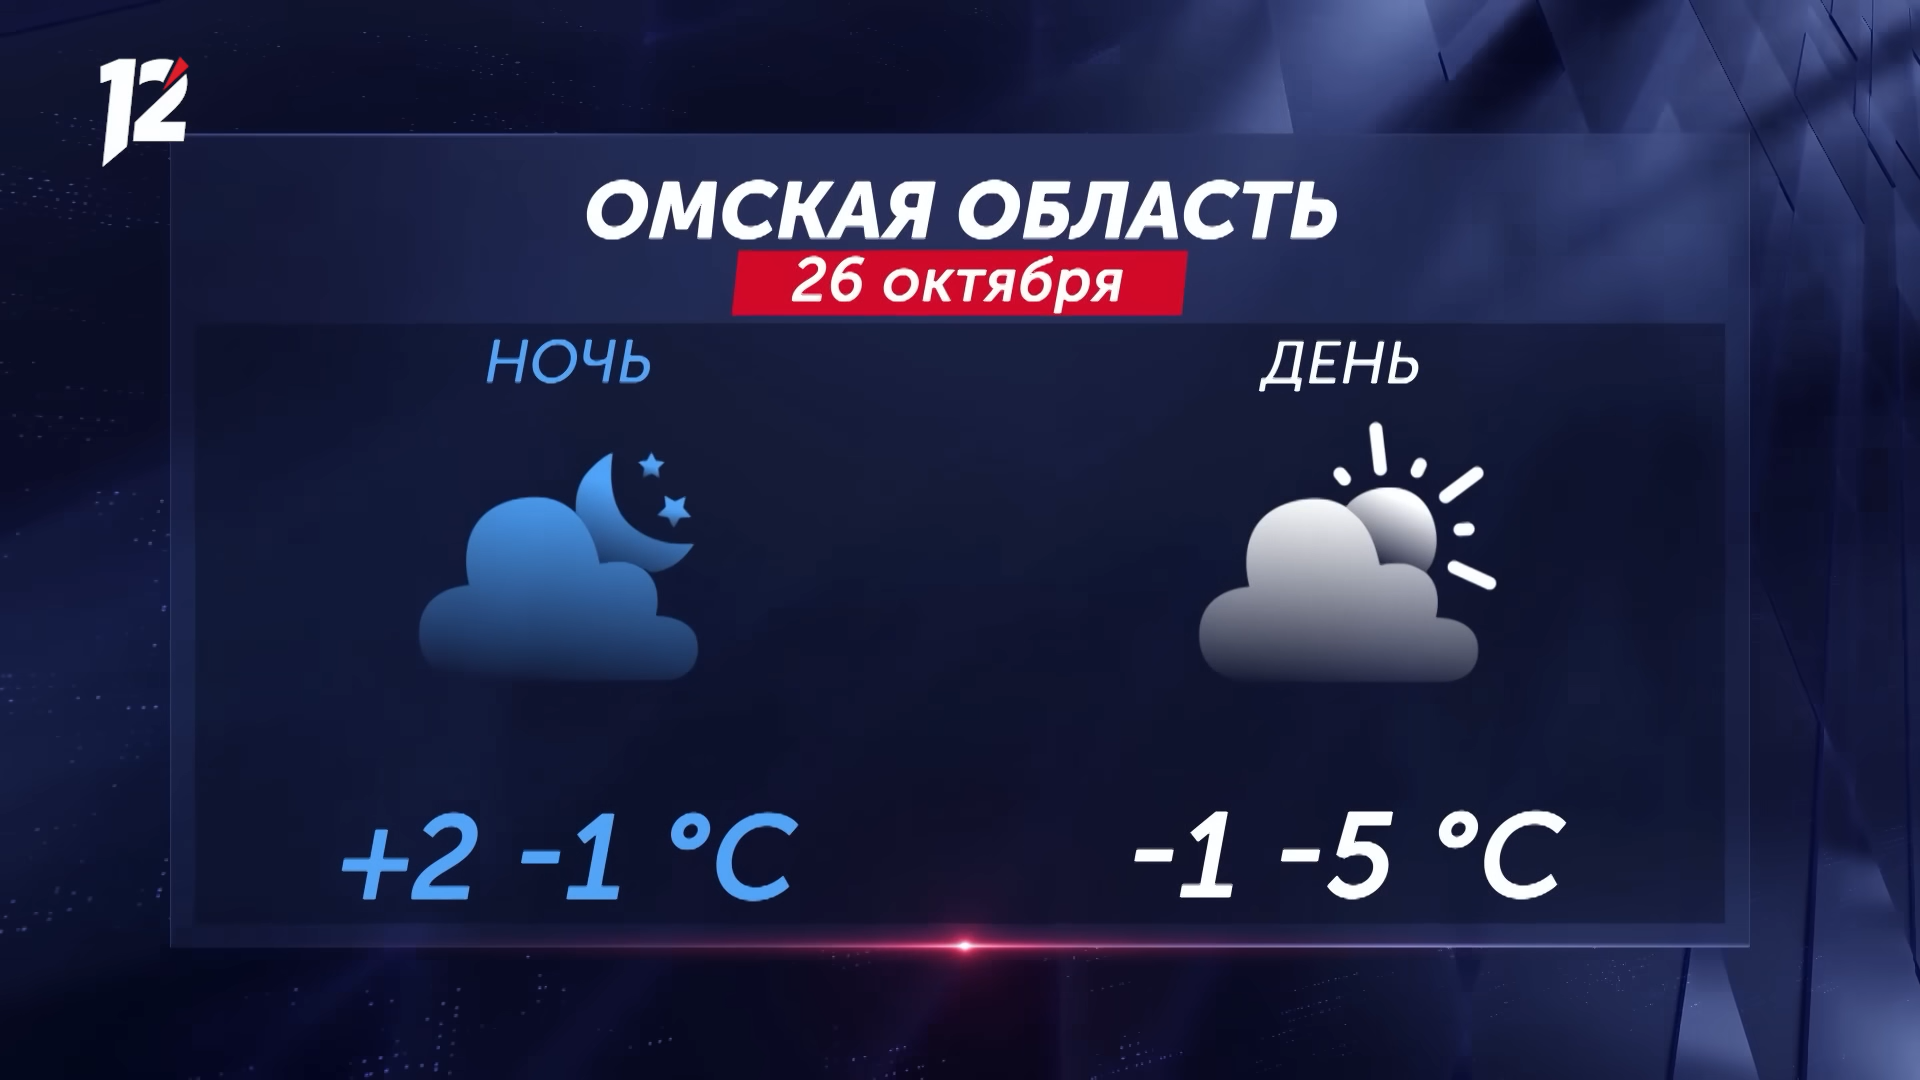 12
ОМСКАЯ ОБЛАСТЬ
26 октября
НОЧЬ
ДЕНЬ
+2 -1 °C
-1 -5 °C